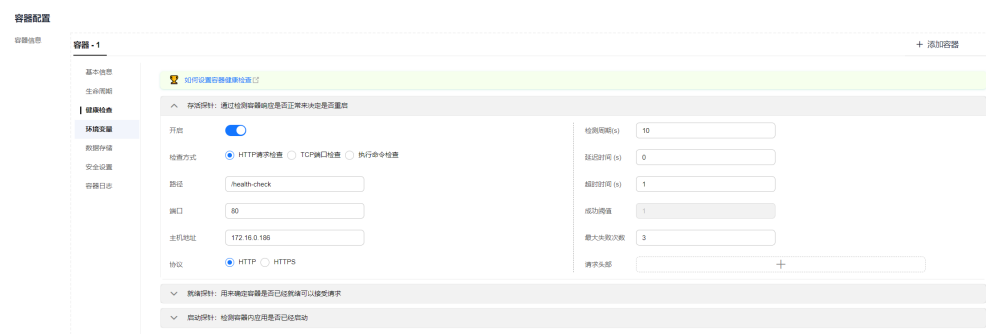 容器配置
容器信息
容器 - 1
+ 添加容器
基本信息
生命周期
健康检查
环境变量
数据存储
安全设置
容器日志
如何设置容器健康检查
存活探针：通过检测容器响应是否正常来决定是否重启
开启
检查方式 HTTP请求检查 TCP端口检查 执行命令检查
路径 /health-check
端口 80
主机地址 172.16.0.186
协议 HTTP HTTPS
检测周期(s) 10
延迟时间 (s) 0
超时时间 (s) 1
成功阈值 1
最大失败次数 3
请求头部 +
就绪探针：用来确定容器是否已经就绪可以接受请求
启动探针：检测容器内应用是否已经启动